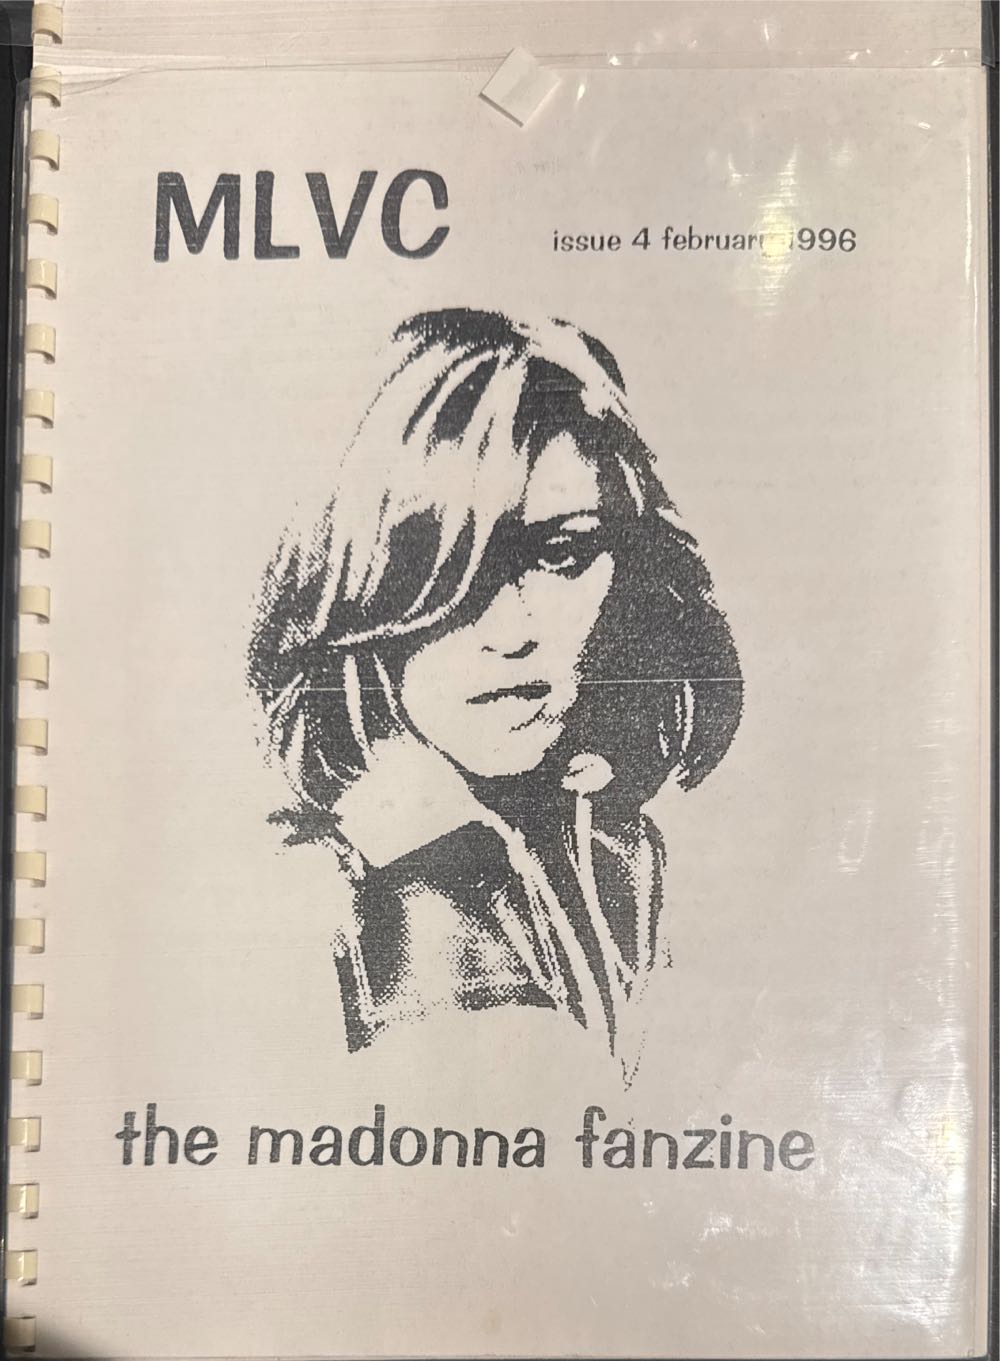 MLVC
issue 4 february 1996
the madonna fanzine